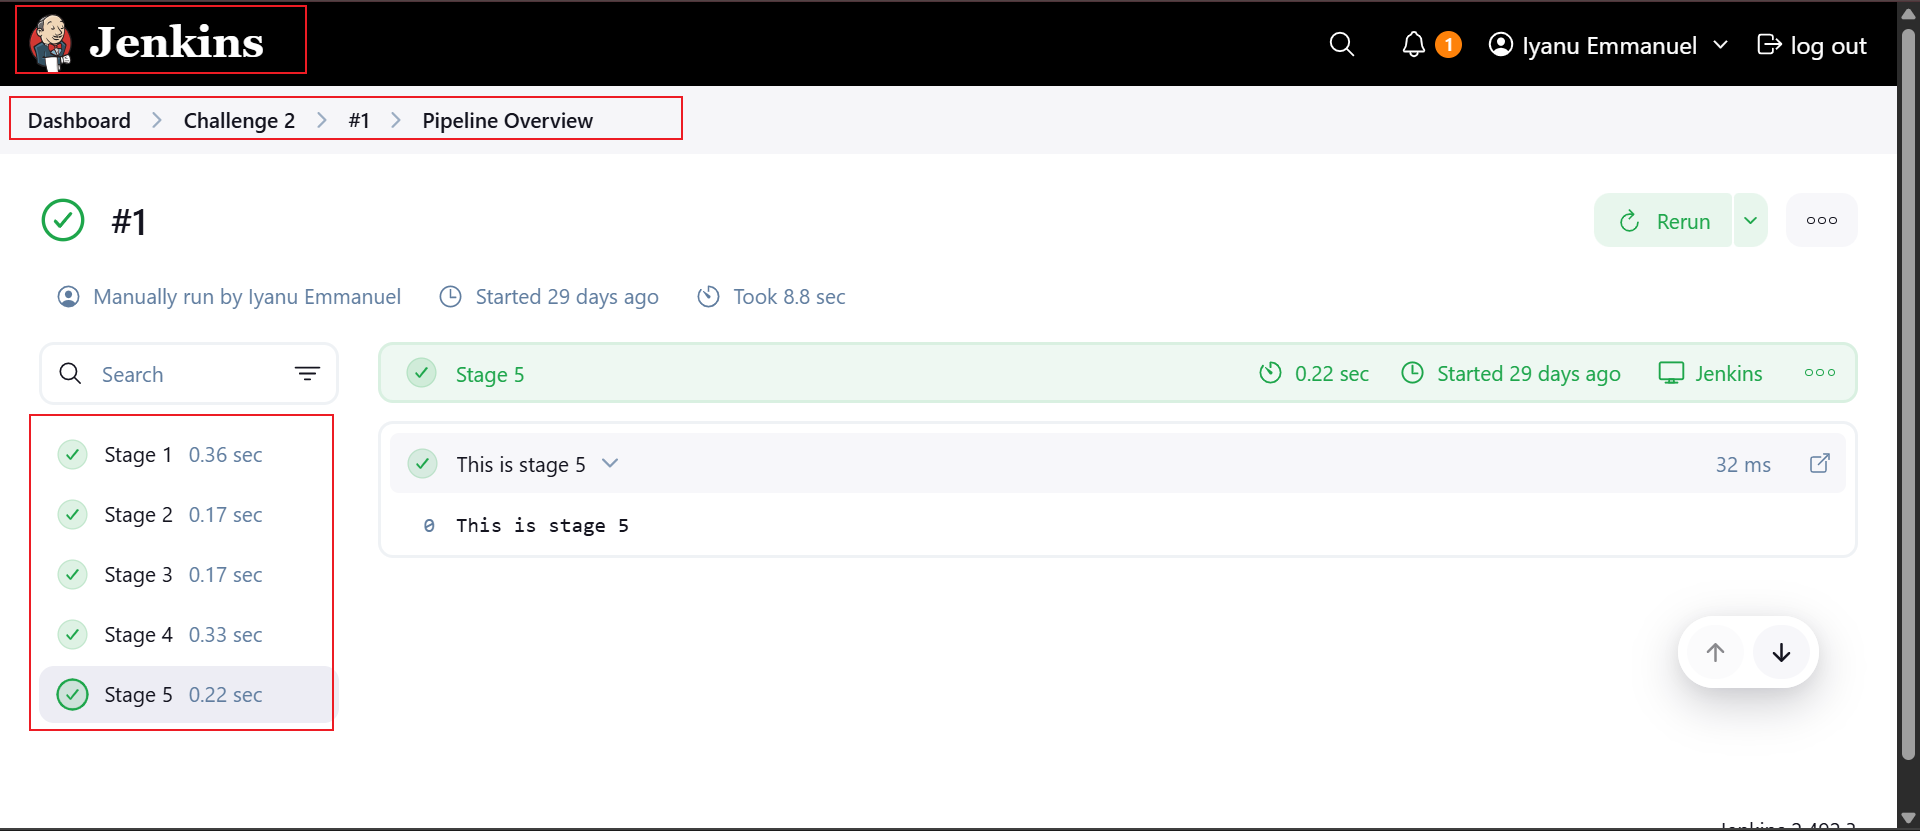 Jenkins
1
Iyanu Emmanuel
log out
Dashboard > Challenge 2 > #1 > Pipeline Overview
#1
Rerun
Manually run by Iyanu Emmanuel
Started 29 days ago
Took 8.8 sec
Search
Stage 1 0.36 sec
Stage 2 0.17 sec
Stage 3 0.17 sec
Stage 4 0.33 sec
Stage 5 0.22 sec
Stage 5
0.22 sec
Started 29 days ago
Jenkins
This is stage 5
32 ms
0 This is stage 5